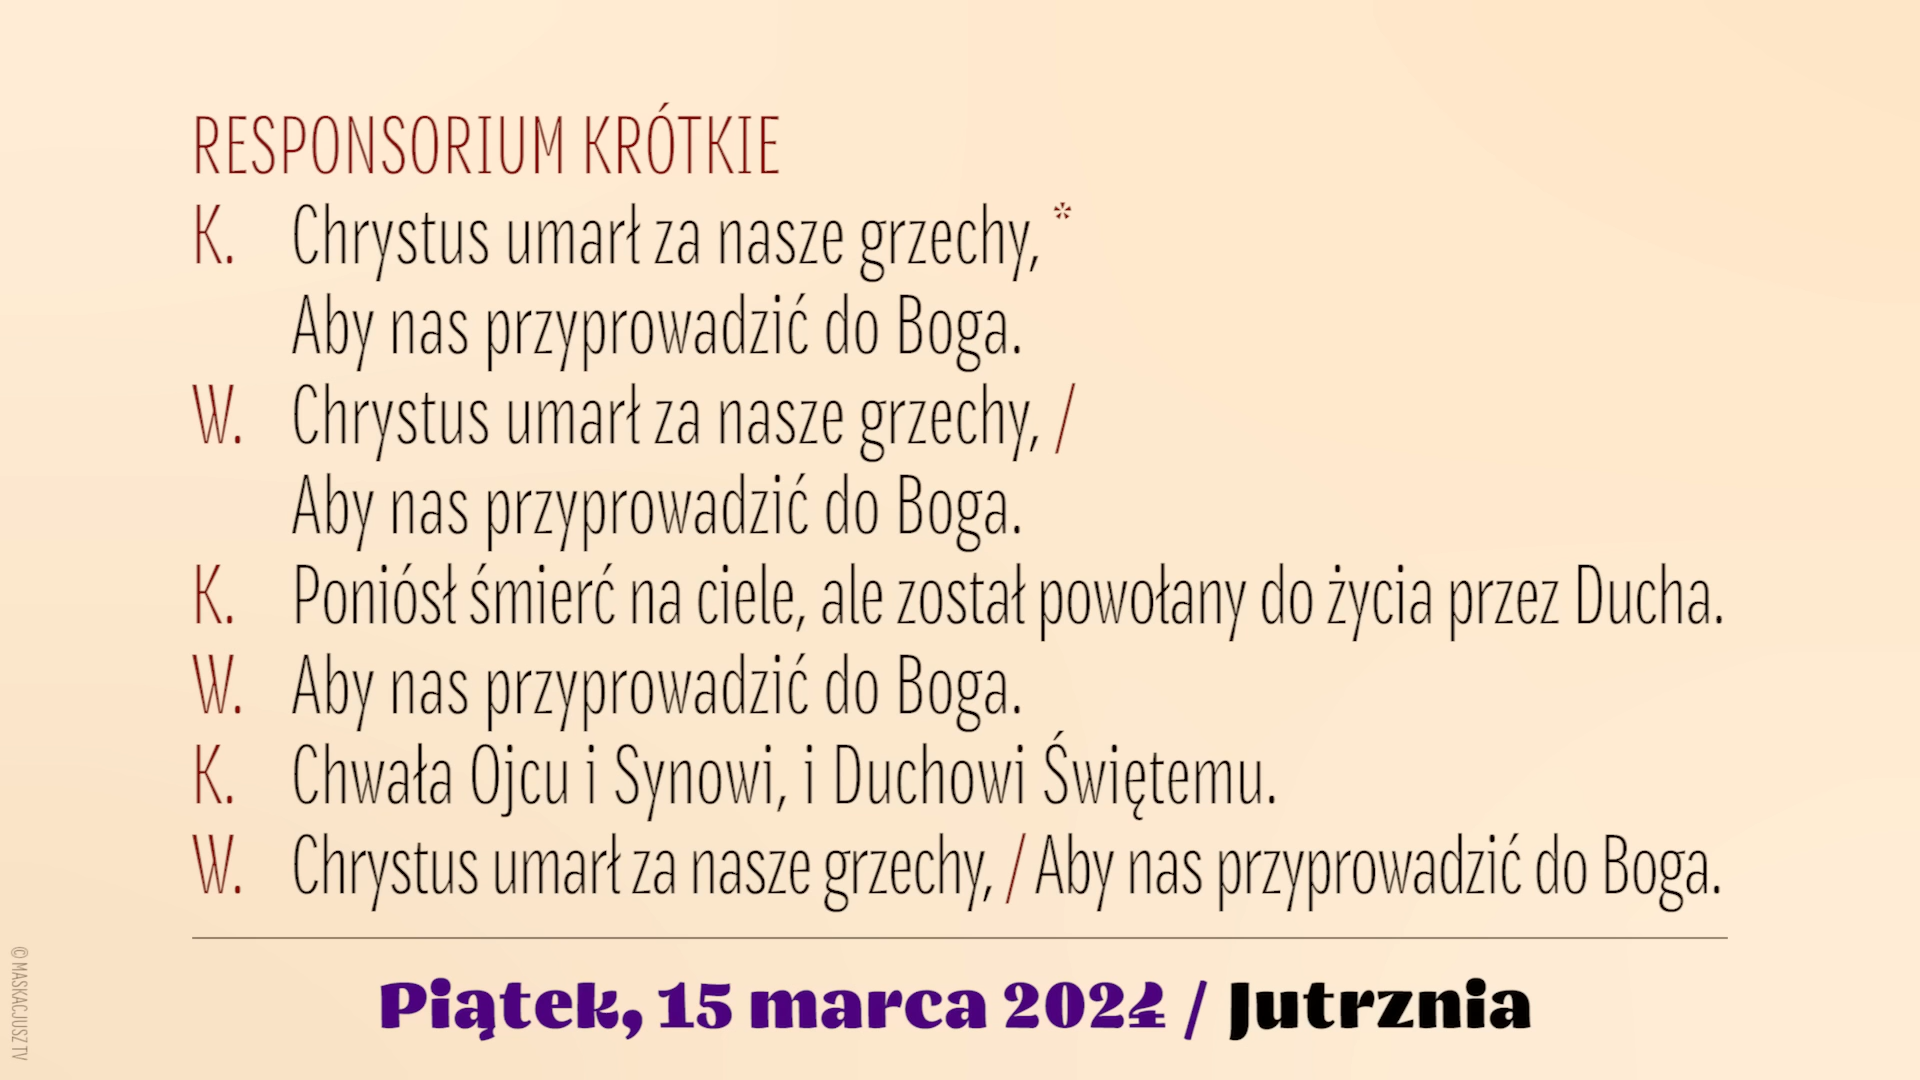 RESPONSORIUM KRÓTKIE
K. Chrystus umarł za nasze grzechy, *
Aby nas przyprowadzić do Boga.
W. Chrystus umarł za nasze grzechy, /
Aby nas przyprowadzić do Boga.
K. Poniósł śmierć na ciele, ale został powołany do życia przez Ducha.
W. Aby nas przyprowadzić do Boga.
K. Chwała Ojcu i Synowi, i Duchowi Świętemu.
W. Chrystus umarł za nasze grzechy, / Aby nas przyprowadzić do Boga.
Piątek, 15 marca 2024 / Jutrznia
© MASKACJUSZ TV